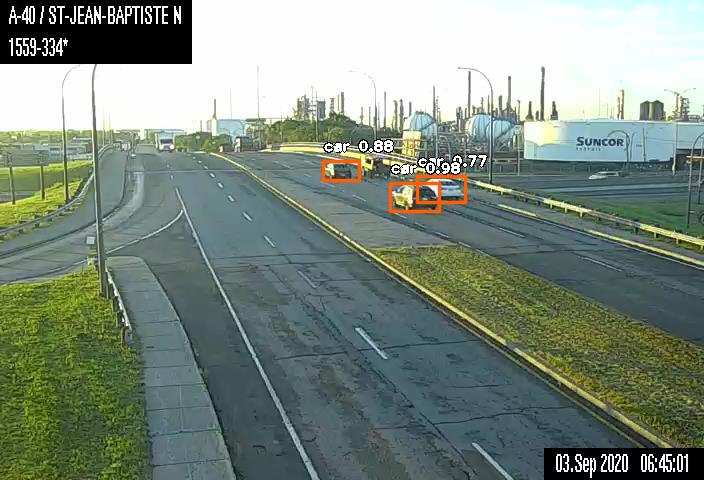 A-40 / ST-JEAN-BAPTISTE N
1559-334*
car 0.88
car 0.77
car 0.98
SUNCOR
03.Sep 2020 06:45:01